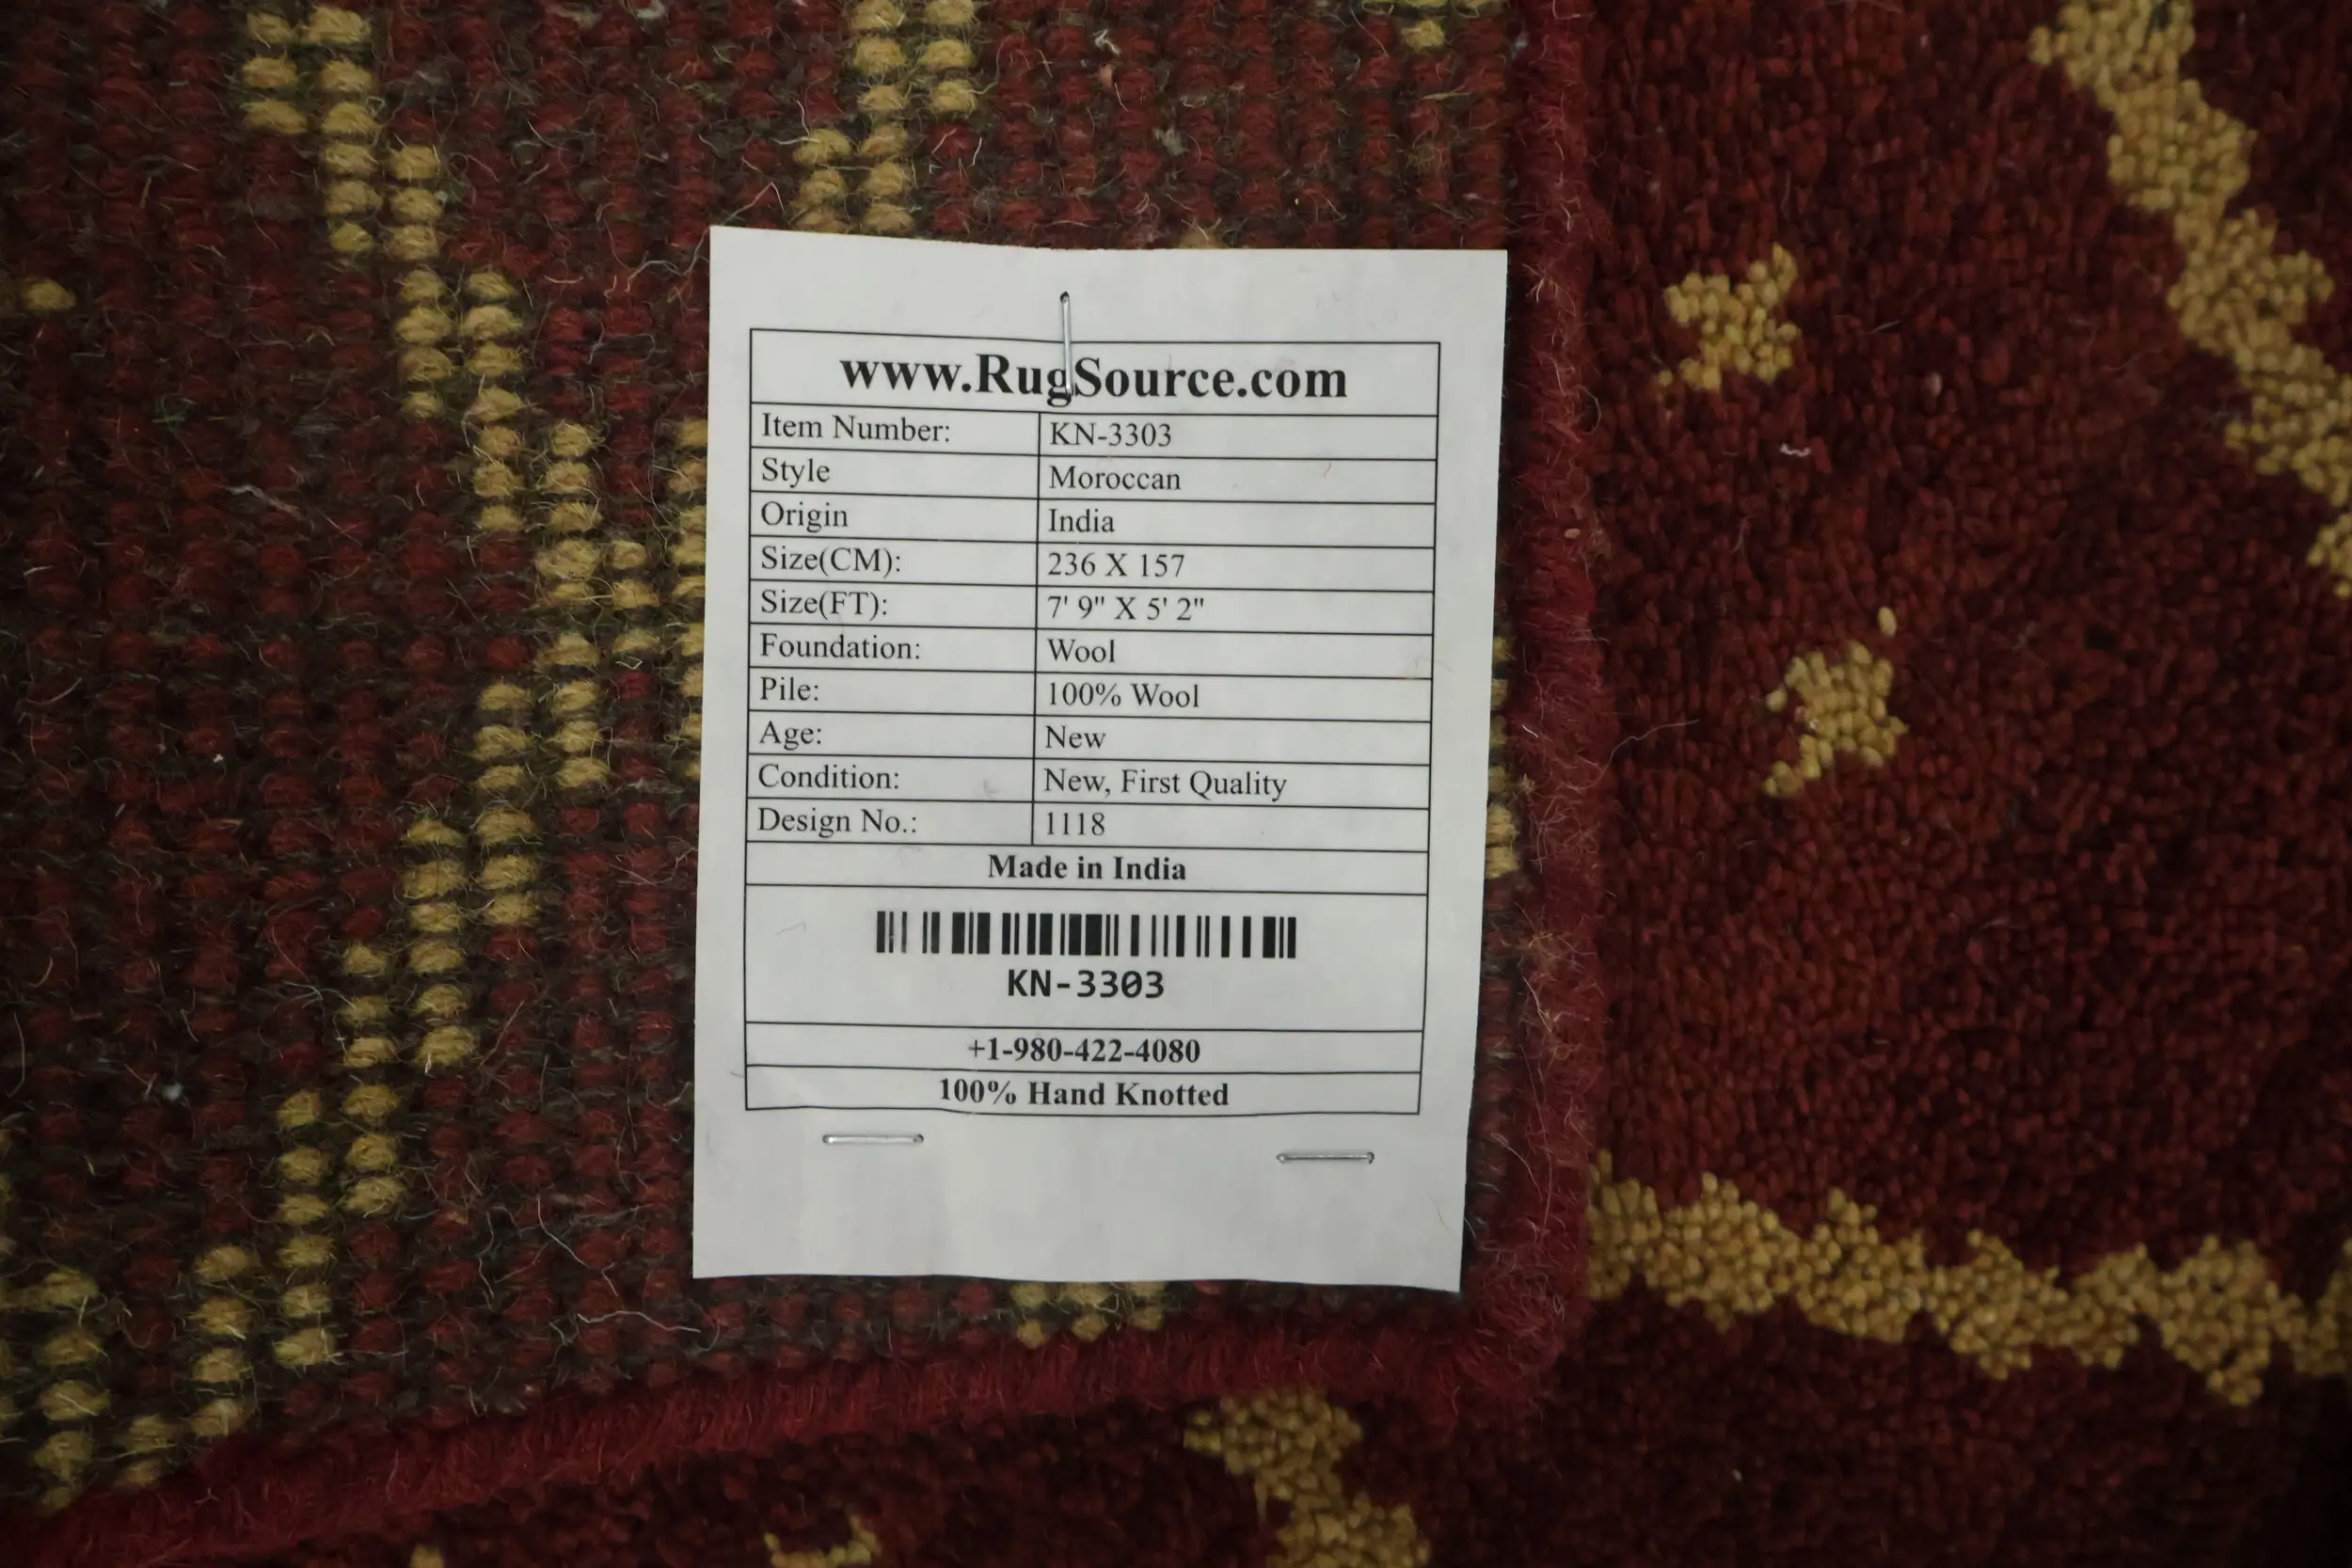 www.RugSource.com
Item Number: KN-3303
Style Moroccan
Origin India
Size(CM): 236 X 157
Size(FT): 7' 9" X 5' 2"
Foundation: Wool
Pile: 100% Wool
Age: New
Condition: New, First Quality
Design No.: 1118
Made in India
KN-3303
+1-980-422-4080
100% Hand Knotted